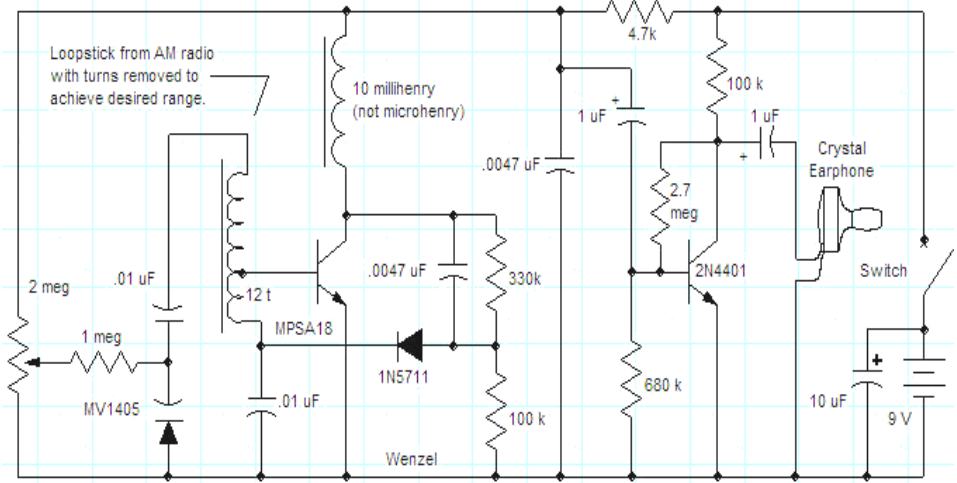 4.7k
Loopstick from AM radio
with turns removed to
achieve desired range.
10 millihenry
(not microhenry)
100 k
1 uF
+
1 uF
+
Crystal
Earphone
.0047 uF
2.7
meg
.01 uF
2 meg
12 t
.0047 uF
330k
2N4401
Switch
MPSA18
1 meg
1N5711
680 k
+
MV1405
.01 uF
100 k
10 uF
9 V
Wenzel